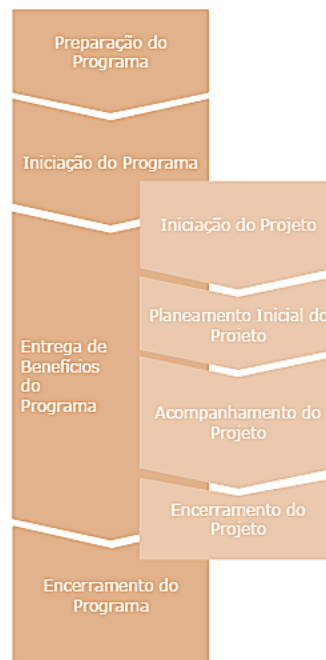 Preparação do
Programa
Iniciação do Programa
Iniciação do Projeto
Planeamento Inicial do
Projeto
Entrega de
Benefícios
do
Programa
Acompanhamento do
Projeto
Encerramento do
Projeto
Encerramento do
Programa